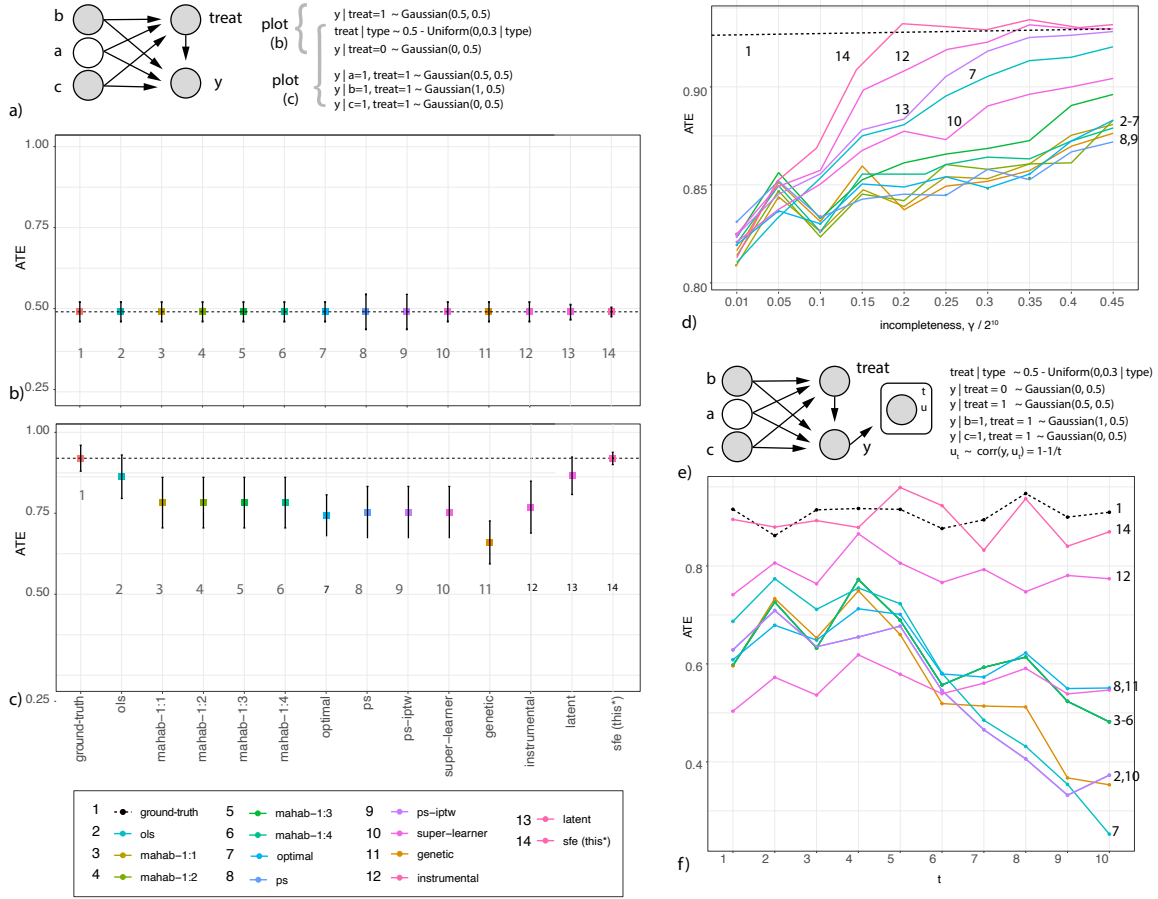 b
treat
a
c
y
a)
plot
(b)
y | treat=1 ~ Gaussian(0.5, 0.5)
treat | type ~ 0.5 - Uniform(0,0.3 | type)
y | treat=0 ~ Gaussian(0, 0.5)
plot
(c)
y | a=1, treat=1 ~ Gaussian(0.5, 0.5)
y | b=1, treat=1 ~ Gaussian(1, 0.5)
y | c=1, treat=1 ~ Gaussian(0, 0.5)
1.00
0.75
0.50
0.25
ATE
1 2 3 4 5 6 7 8 9 10 11 12 13 14
b)
1.00
0.75
0.50
0.25
ATE
1
2 3 4 5 6 7 8 9 10 11 12 13 14
c)
ground-truth
ols
mahab-1:1
mahab-1:2
mahab-1:3
mahab-1:4
optimal
ps
ps-iptw
super-learner
genetic
instrumental
latent
sfe (this*)
1 ground-truth
2 ols
3 mahab-1:1
4 mahab-1:2
5 mahab-1:3
6 mahab-1:4
7 optimal
8 ps
9 ps-iptw
10 super-learner
11 genetic
12 instrumental
13 latent
14 sfe (this*)
0.90
0.85
0.80
ATE
1
14
12
7
13
10
2-7
8,9
0.01 0.05 0.1 0.15 0.2 0.25 0.3 0.35 0.4 0.45
incompleteness, γ / 2¹⁰
d)
b
treat
a
c
y
t
u
e)
treat | type ~ 0.5 - Uniform(0,0.3 | type)
y | treat = 0 ~ Gaussian(0, 0.5)
y | treat = 1 ~ Gaussian(0.5, 0.5)
y | b=1, treat = 1 ~ Gaussian(1, 0.5)
y | c=1, treat = 1 ~ Gaussian(0, 0.5)
uₜ ~ corr(y, uₜ) = 1-1/t
0.8
0.6
0.4
ATE
1
14
12
8,11
3-6
2,10
7
1 2 3 4 5 6 7 8 9 10
t
f)